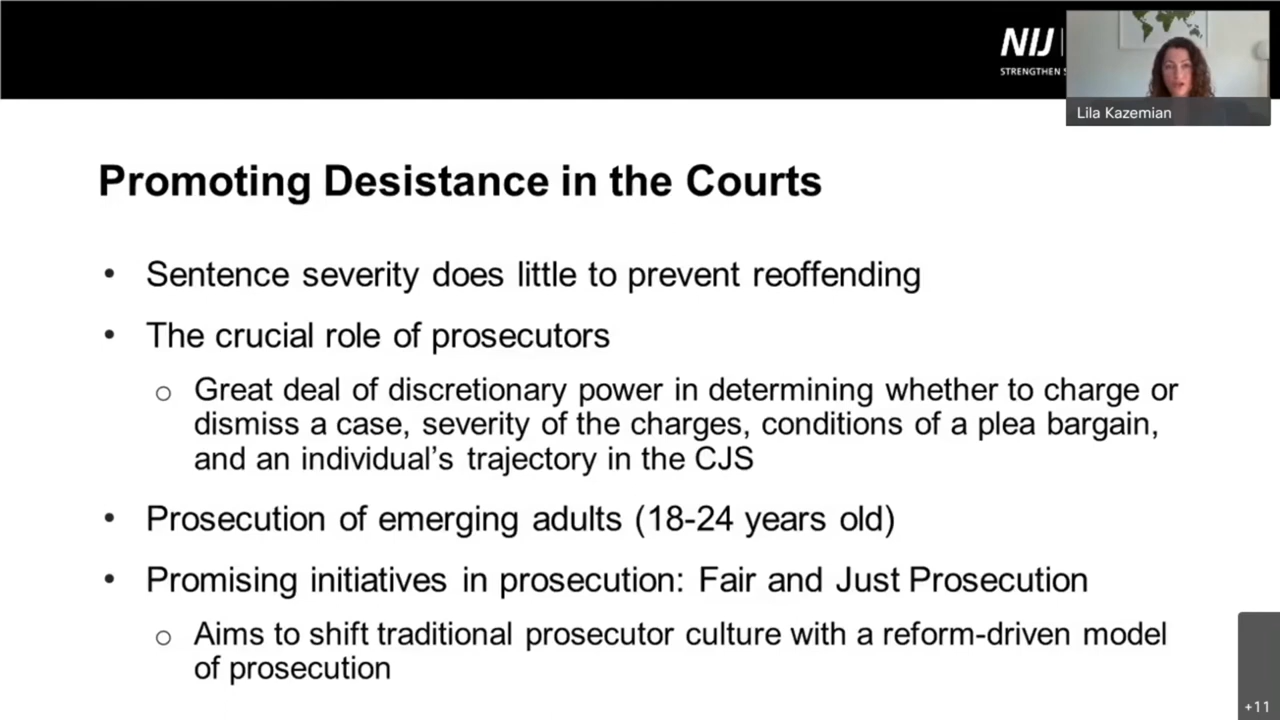 NIJ
STRENGTHEN
Lila Kazemian
Promoting Desistance in the Courts
• Sentence severity does little to prevent reoffending
• The crucial role of prosecutors
o Great deal of discretionary power in determining whether to charge or
dismiss a case, severity of the charges, conditions of a plea bargain,
and an individual's trajectory in the CJS
• Prosecution of emerging adults (18-24 years old)
• Promising initiatives in prosecution: Fair and Just Prosecution
o Aims to shift traditional prosecutor culture with a reform-driven model
of prosecution
+11